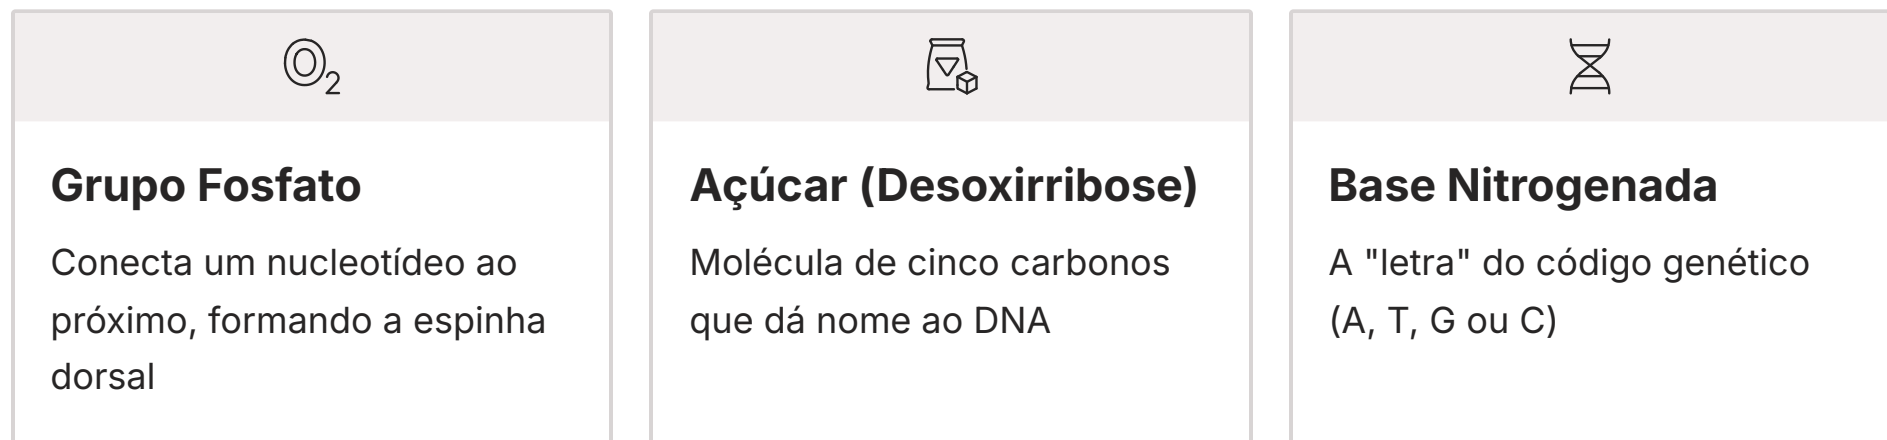 O2
Grupo Fosfato
Conecta um nucleotídeo ao
próximo, formando a espinha
dorsal
Açúcar (Desoxirribose)
Molécula de cinco carbonos
que dá nome ao DNA
Base Nitrogenada
A "letra" do código genético
(A, T, G ou C)